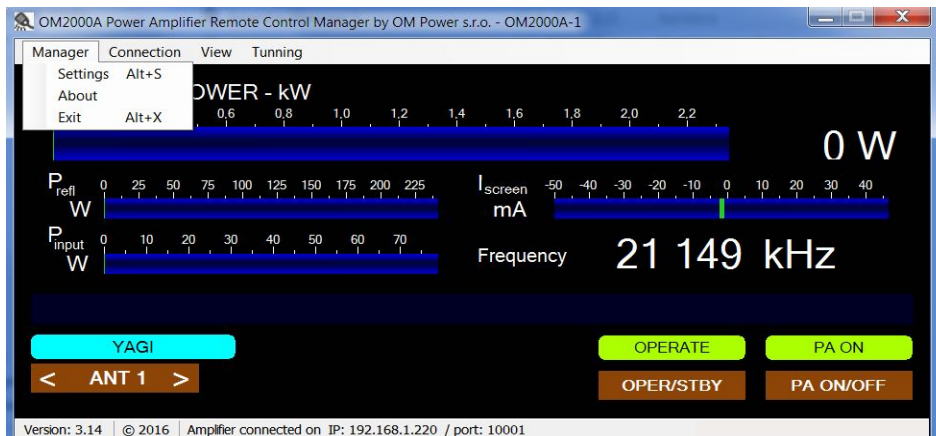 OM2000A Power Amplifier Remote Control Manager by OM Power s.r.o. - OM2000A-1
Manager Connection View Tunning
Settings Alt+S
About
Exit Alt+X
OWER - kW
0,6 0,8 1,0 1,2 1,4 1,6 1,8 2,0 2,2
0 W
Prefl W 0 25 50 75 100 125 150 175 200 225
Iscreen mA -50 -40 -30 -20 -10 0 10 20 30 40
Pinput W 0 10 20 30 40 50 60 70
Frequency 21 149 kHz
YAGI OPERATE PA ON
< ANT 1 > OPER/STBY PA ON/OFF
Version: 3.14 © 2016 Amplifier connected on IP: 192.168.1.220 / port: 10001